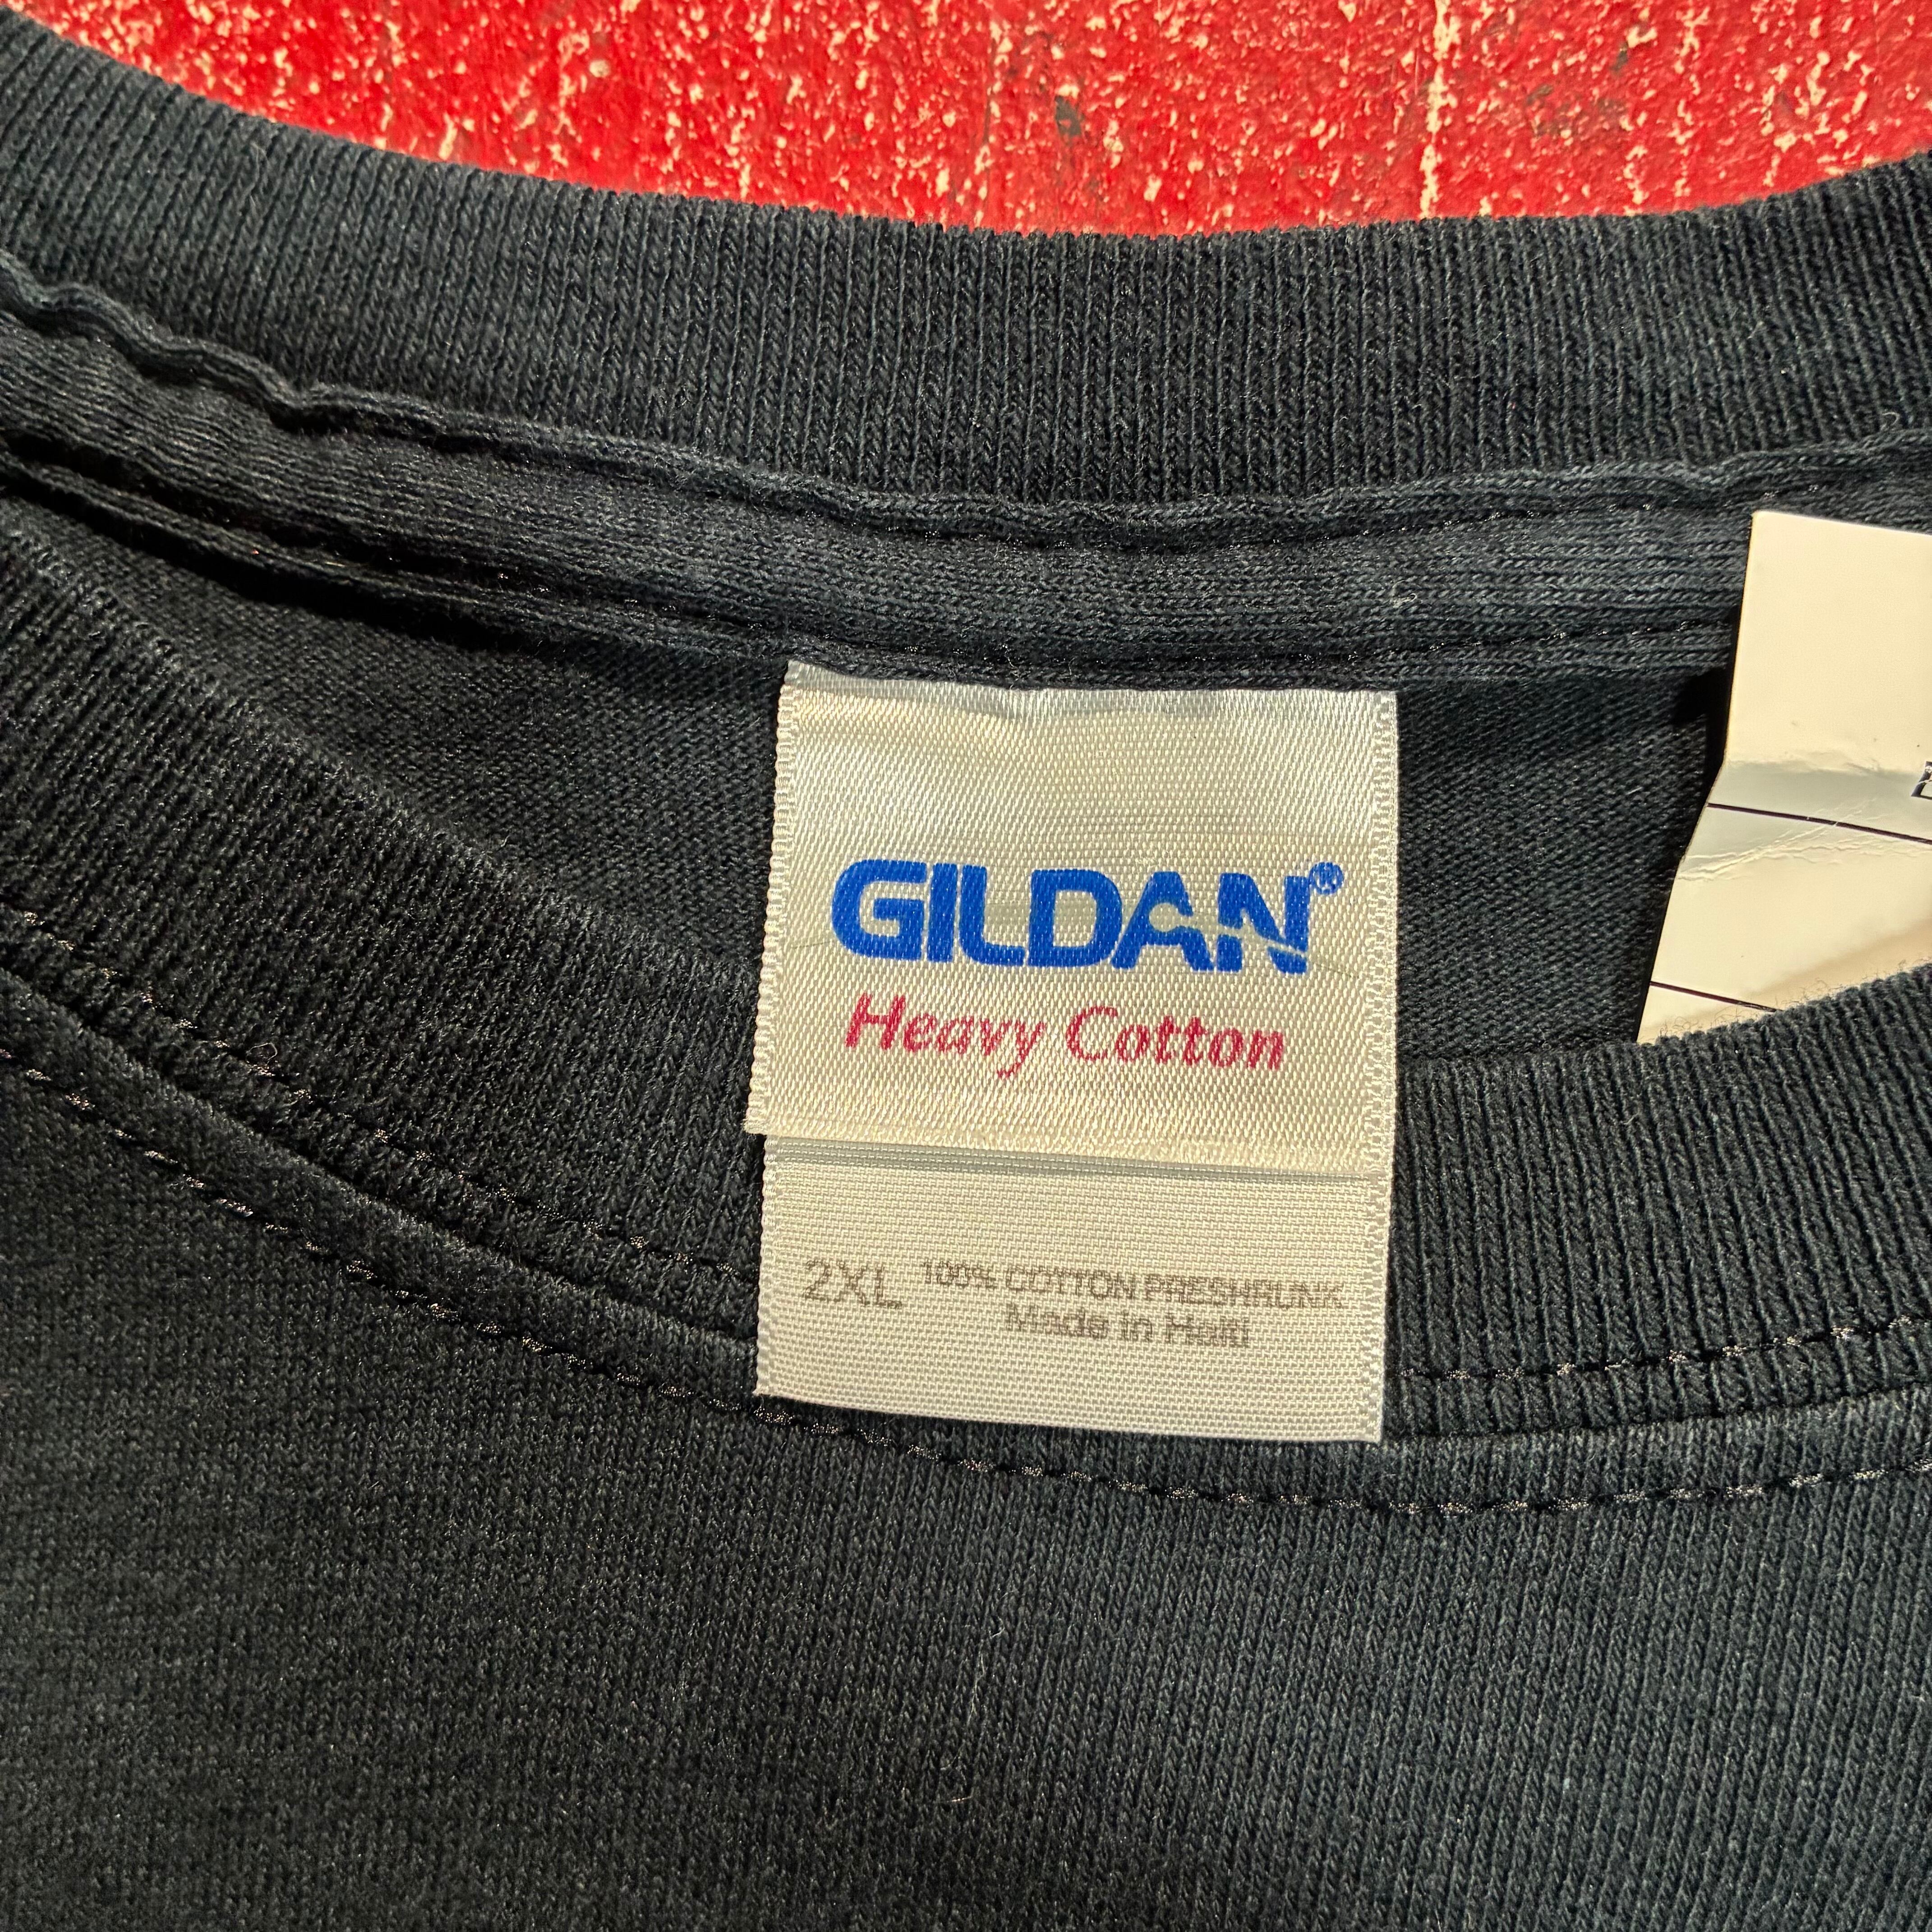 GILDAN®
Heavy Cotton
2XL 100% COTTON PRESHRUNK
Made in Haiti